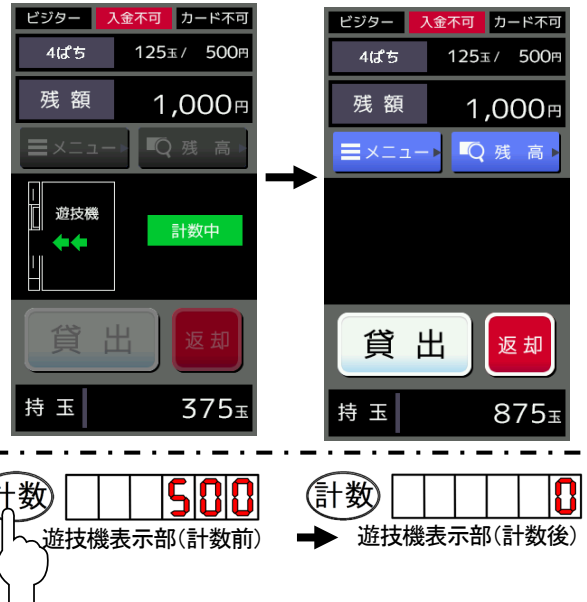 ビジター 入金不可 カード不可
4ぱち 125玉/ 500円
残額 1,000円
メニュー 残高
遊技機
計数中
貸出 返却
持玉 375玉
ビジター 入金不可 カード不可
4ぱち 125玉/ 500円
残額 1,000円
メニュー 残高
貸出 返却
持玉 875玉
計数 500
遊技機表示部(計数前)
計数 0
遊技機表示部(計数後)